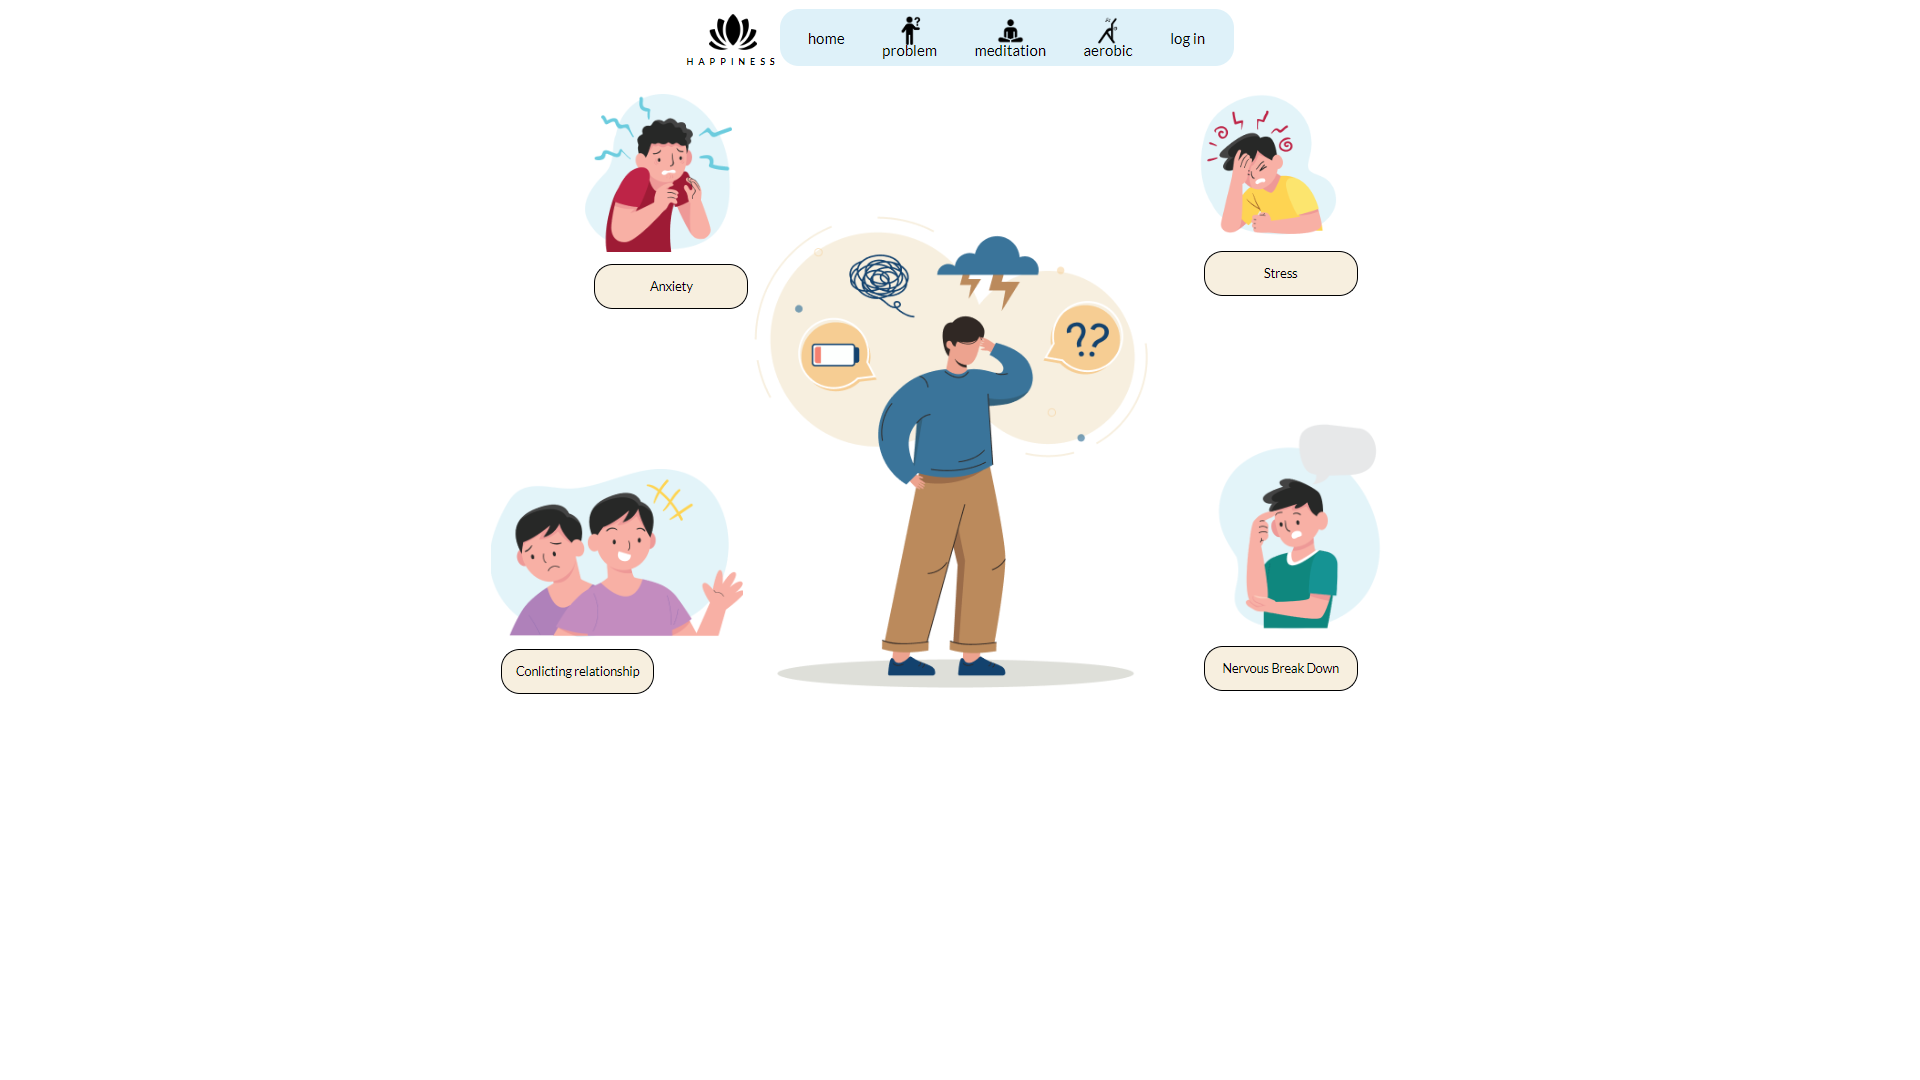 home
problem
meditation
aerobic
log in
HAPPINESS
?
Anxiety
Stress
??
Conlicting relationship
Nervous Break Down